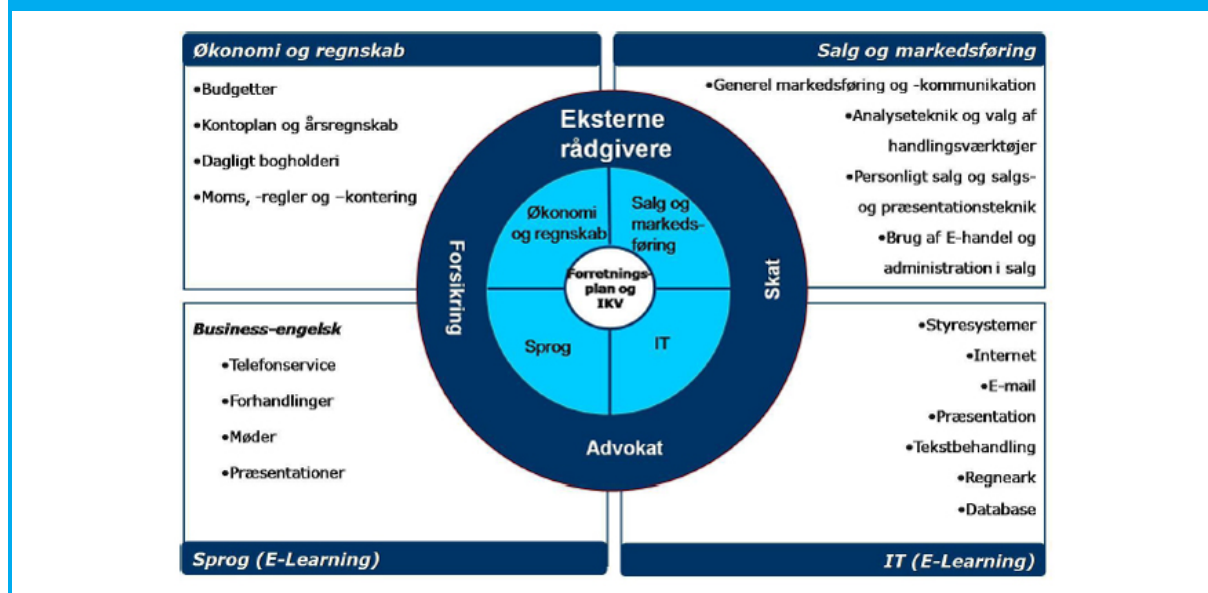 Økonomi og regnskab
•Budgetter
•Kontoplan og årsregnskab
•Dagligt bogholderi
•Moms, -regler og –kontering
Salg og markedsføring
•Generel markedsføring og -kommunikation
•Analyseteknik og valg af
handlingsværktøjer
•Personligt salg og salgs-
og præsentationsteknik
•Brug af E-handel og
administration i salg
Eksterne
rådgivere
Forsikring
Skat
Advokat
Økonomi
og regnskab
Salg og
markeds-
føring
Forretnings-
plan og
IKV
Sprog
IT
Business-engelsk
•Telefonservice
•Forhandlinger
•Møder
•Præsentationer
Sprog (E-Learning)
•Styresystemer
•Internet
•E-mail
•Præsentation
•Tekstbehandling
•Regneark
•Database
IT (E-Learning)